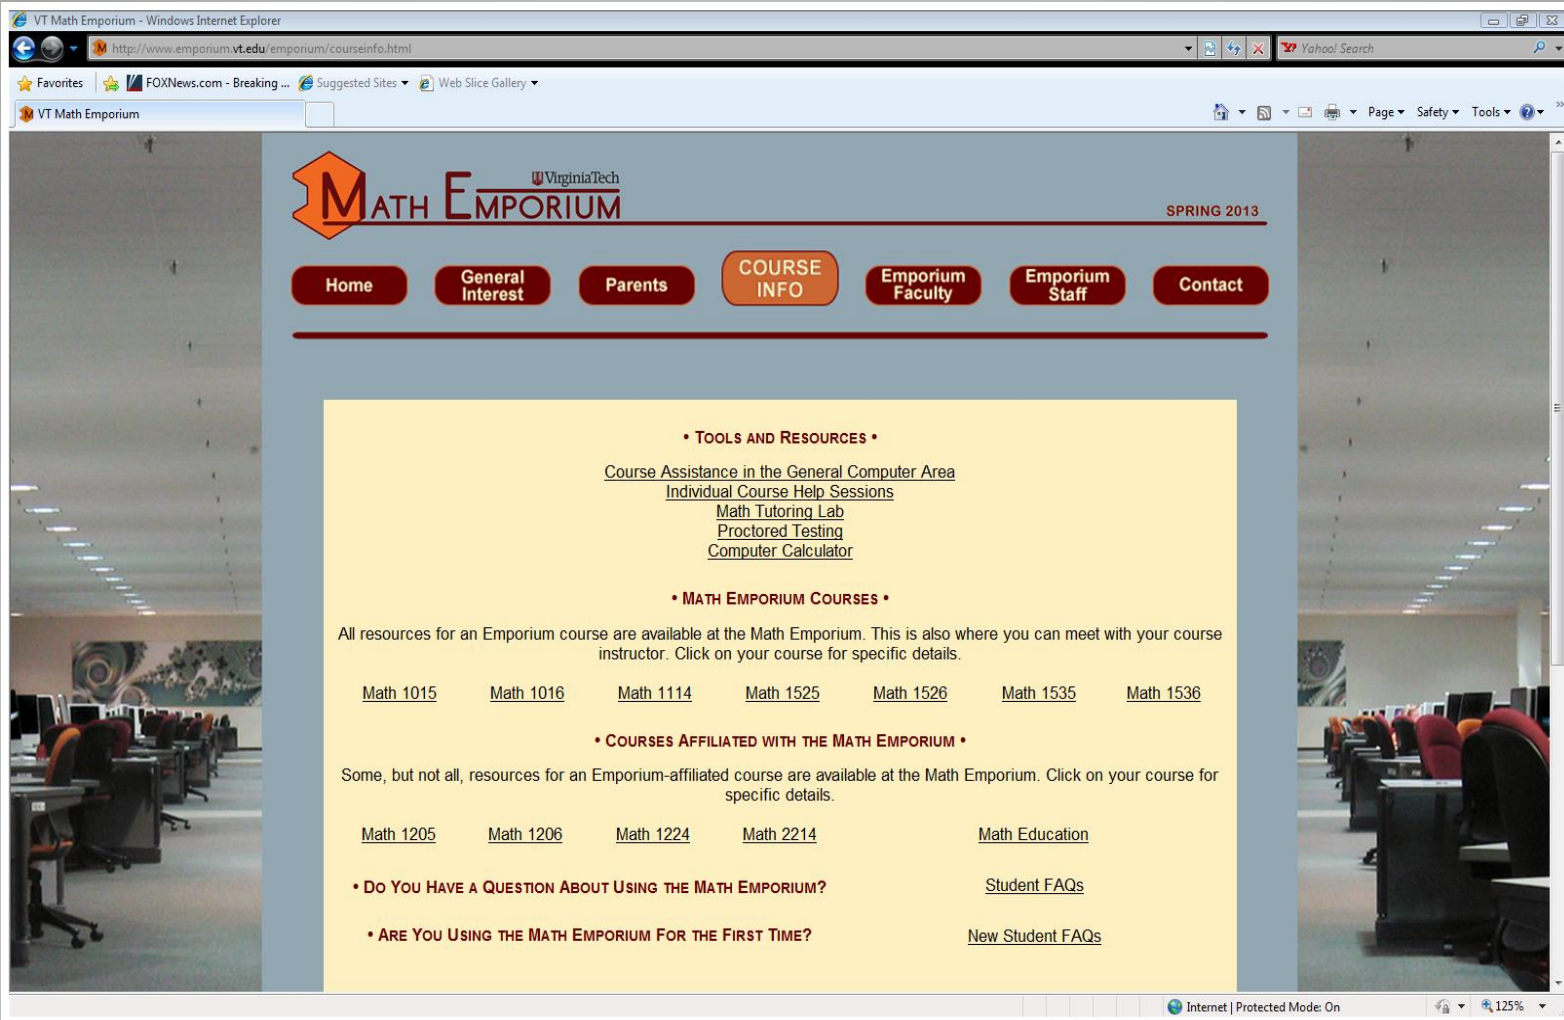 VT Math Emporium - Windows Internet Explorer
http://www.emporium.vt.edu/emporium/courseinfo.html
Yahoo! Search
Favorites
FOXNews.com - Breaking ...
Suggested Sites
Web Slice Gallery
VT Math Emporium
Page
Safety
Tools
VirginiaTech
MATH EMPORIUM
SPRING 2013
Home
General
Interest
Parents
COURSE
INFO
Emporium
Faculty
Emporium
Staff
Contact
• TOOLS AND RESOURCES •
Course Assistance in the General Computer Area
Individual Course Help Sessions
Math Tutoring Lab
Proctored Testing
Computer Calculator
• MATH EMPORIUM COURSES •
All resources for an Emporium course are available at the Math Emporium. This is also where you can meet with your course
instructor. Click on your course for specific details.
Math 1015 Math 1016 Math 1114 Math 1525 Math 1526 Math 1535 Math 1536
• COURSES AFFILIATED WITH THE MATH EMPORIUM •
Some, but not all, resources for an Emporium-affiliated course are available at the Math Emporium. Click on your course for
specific details.
Math 1205 Math 1206 Math 1224 Math 2214 Math Education
• DO YOU HAVE A QUESTION ABOUT USING THE MATH EMPORIUM? Student FAQs
• ARE YOU USING THE MATH EMPORIUM FOR THE FIRST TIME? New Student FAQs
Internet | Protected Mode: On
125%